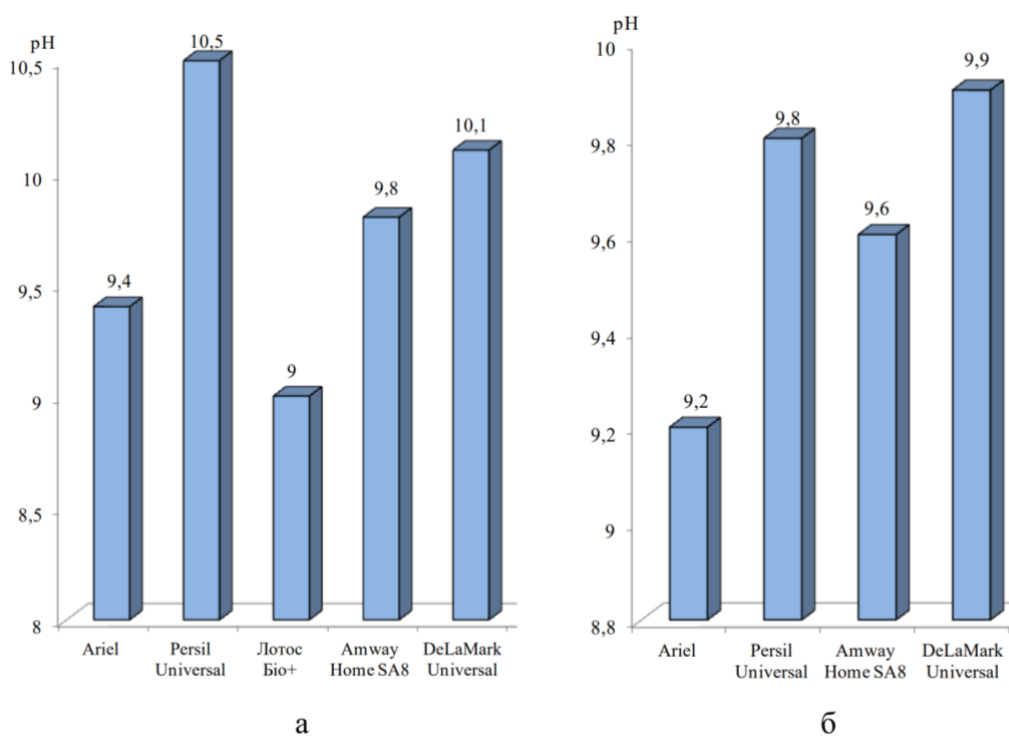 pH
10,5
10
9,5
9
8,5
8
9,4
10,5
9
9,8
10,1
Ariel
Persil
Universal
Лотос
Біо+
Amway
Home SA8
DeLaMark
Universal
а
pH
10
9,8
9,6
9,4
9,2
9
8,8
9,2
9,8
9,6
9,9
Ariel
Persil
Universal
Amway
Home SA8
DeLaMark
Universal
б